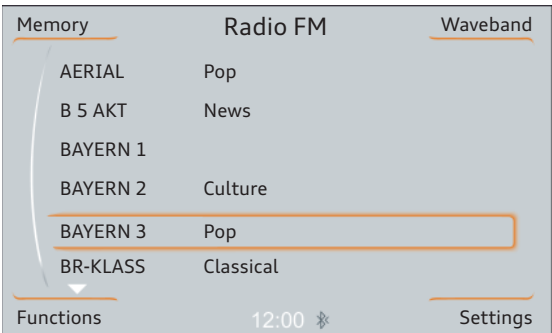 Memory Radio FM Waveband
AERIAL Pop
B 5 AKT News
BAYERN 1
BAYERN 2 Culture
BAYERN 3 Pop
BR-KLASS Classical
Functions 12:00 Settings